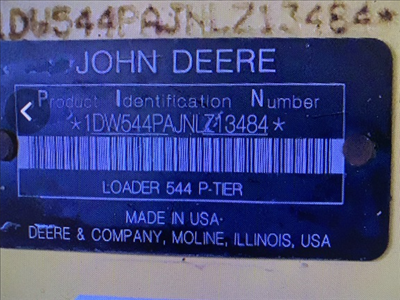 1DW544PAJNLZ13484*
JOHN DEERE
Product Identification Number
*1DW544PAJNLZ13484*
LOADER 544 P-TIER
MADE IN USA
DEERE & COMPANY, MOLINE, ILLINOIS, USA